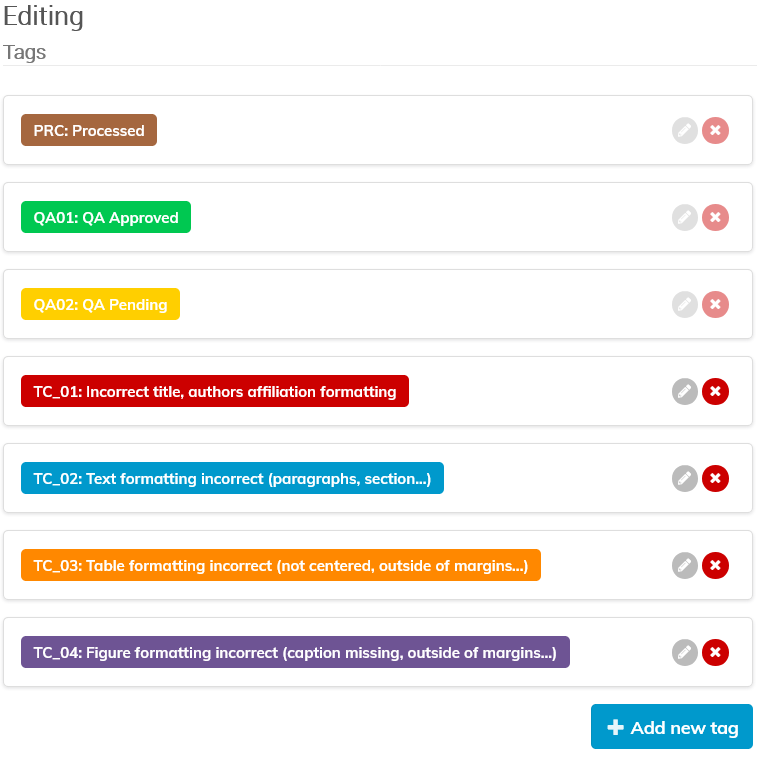 Editing
Tags
PRC: Processed
QA01: QA Approved
QA02: QA Pending
TC_01: Incorrect title, authors affiliation formatting
TC_02: Text formatting incorrect (paragraphs, section...)
TC_03: Table formatting incorrect (not centered, outside of margins...)
TC_04: Figure formatting incorrect (caption missing, outside of margins...)
Add new tag